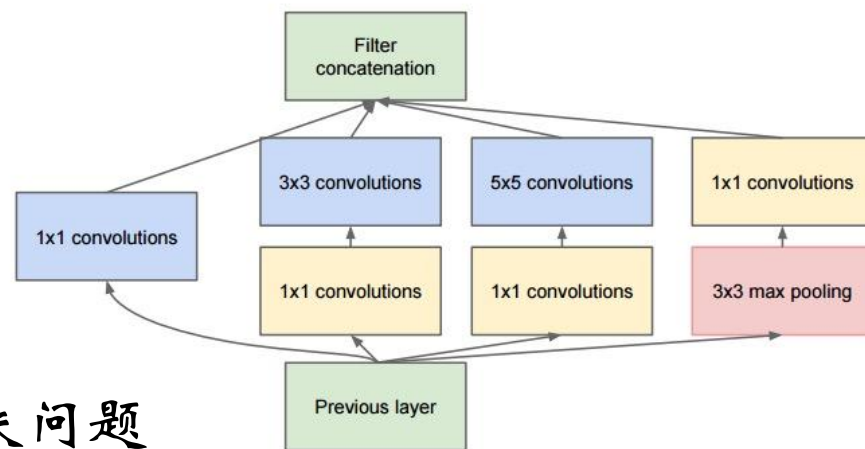 Filter
concatenation
3x3 convolutions
5x5 convolutions
1x1 convolutions
1x1 convolutions
1x1 convolutions
1x1 convolutions
3x3 max pooling
Previous layer
问题